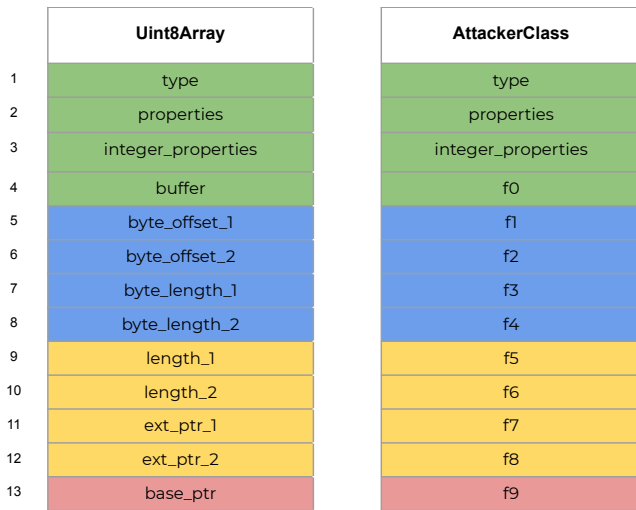 Uint8Array AttackerClass
1 type type
2 properties properties
3 integer_properties integer_properties
4 buffer f0
5 byte_offset_1 f1
6 byte_offset_2 f2
7 byte_length_1 f3
8 byte_length_2 f4
9 length_1 f5
10 length_2 f6
11 ext_ptr_1 f7
12 ext_ptr_2 f8
13 base_ptr f9